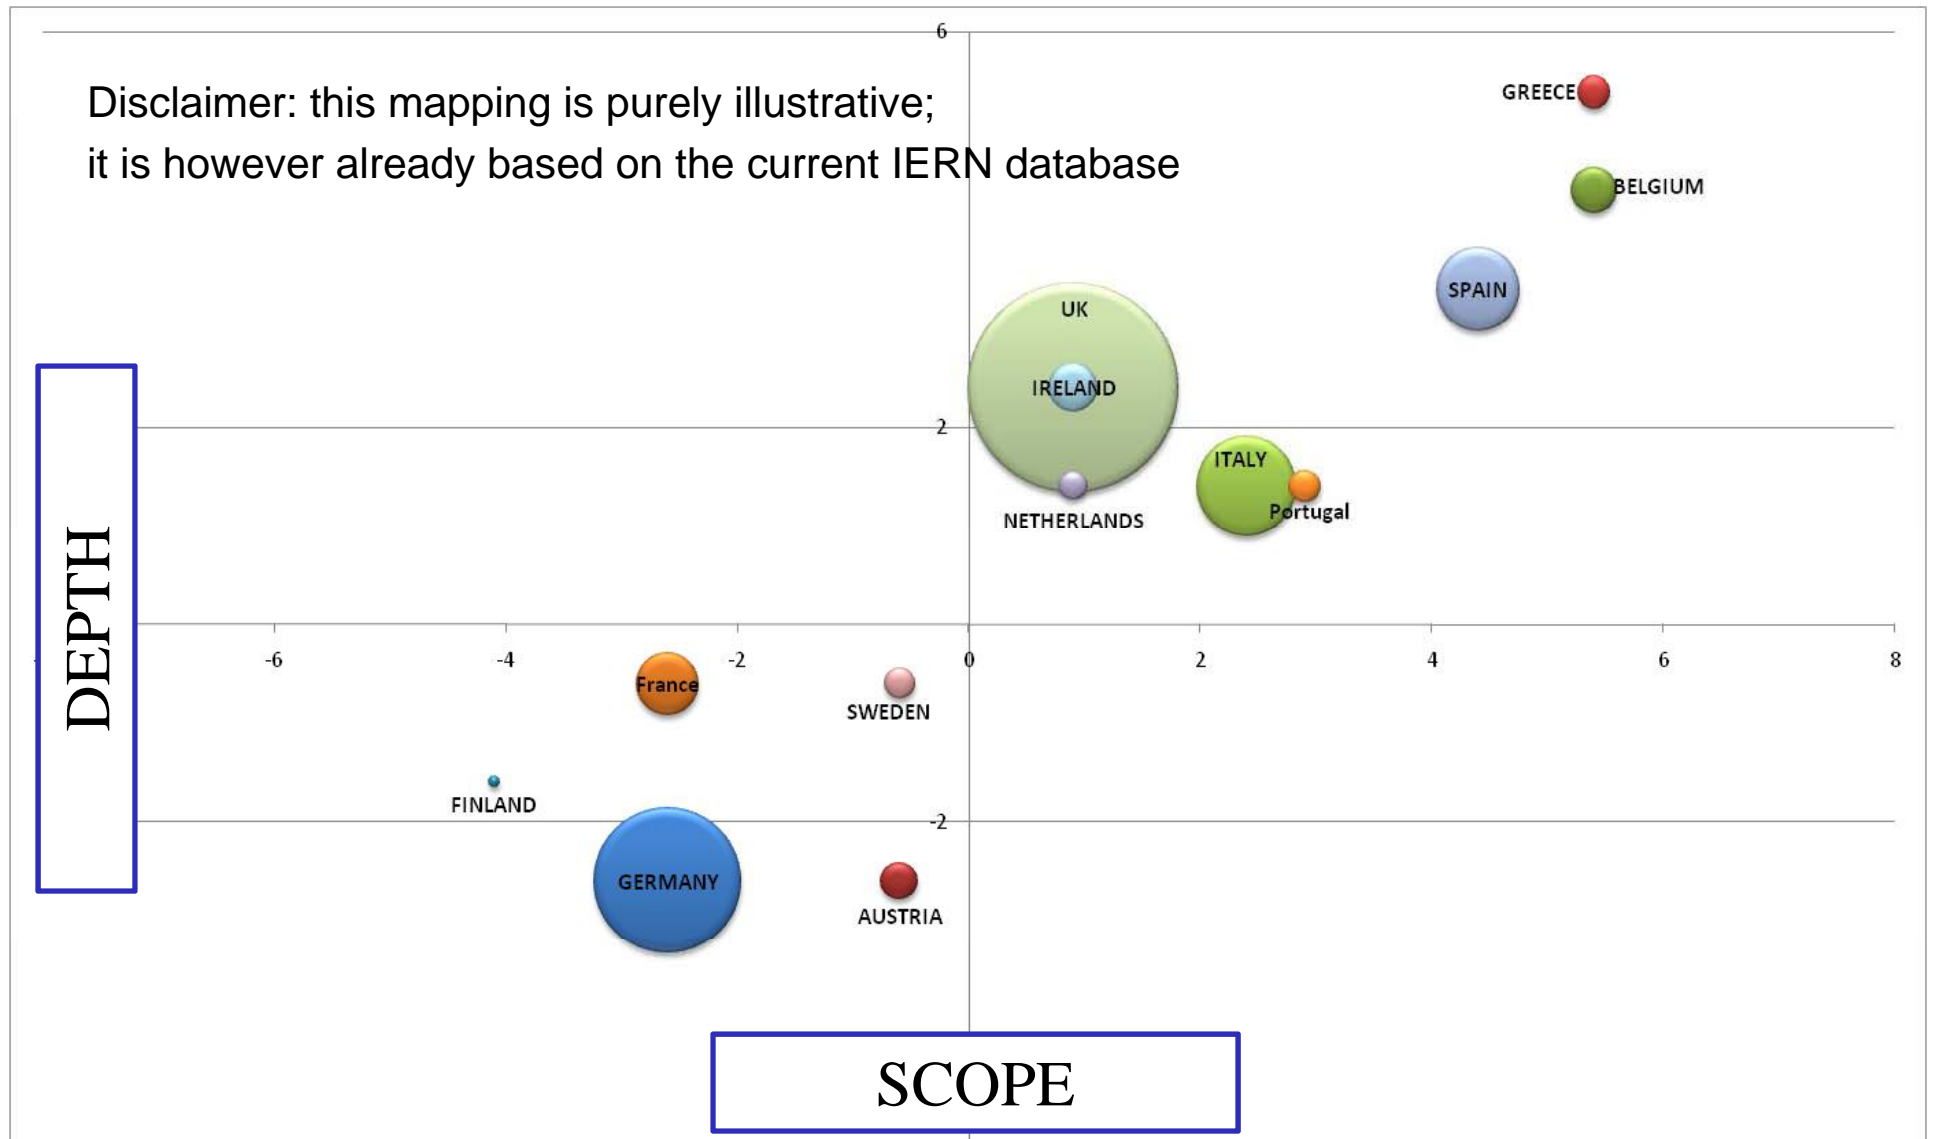 6
Disclaimer: this mapping is purely illustrative;
it is however already based on the current IERN database
GREECE
BELGIUM
SPAIN
UK
IRELAND
2
ITALY
Portugal
NETHERLANDS
DEPTH
-6
-4
-2
0
2
4
6
8
France
SWEDEN
FINLAND
-2
GERMANY
AUSTRIA
SCOPE